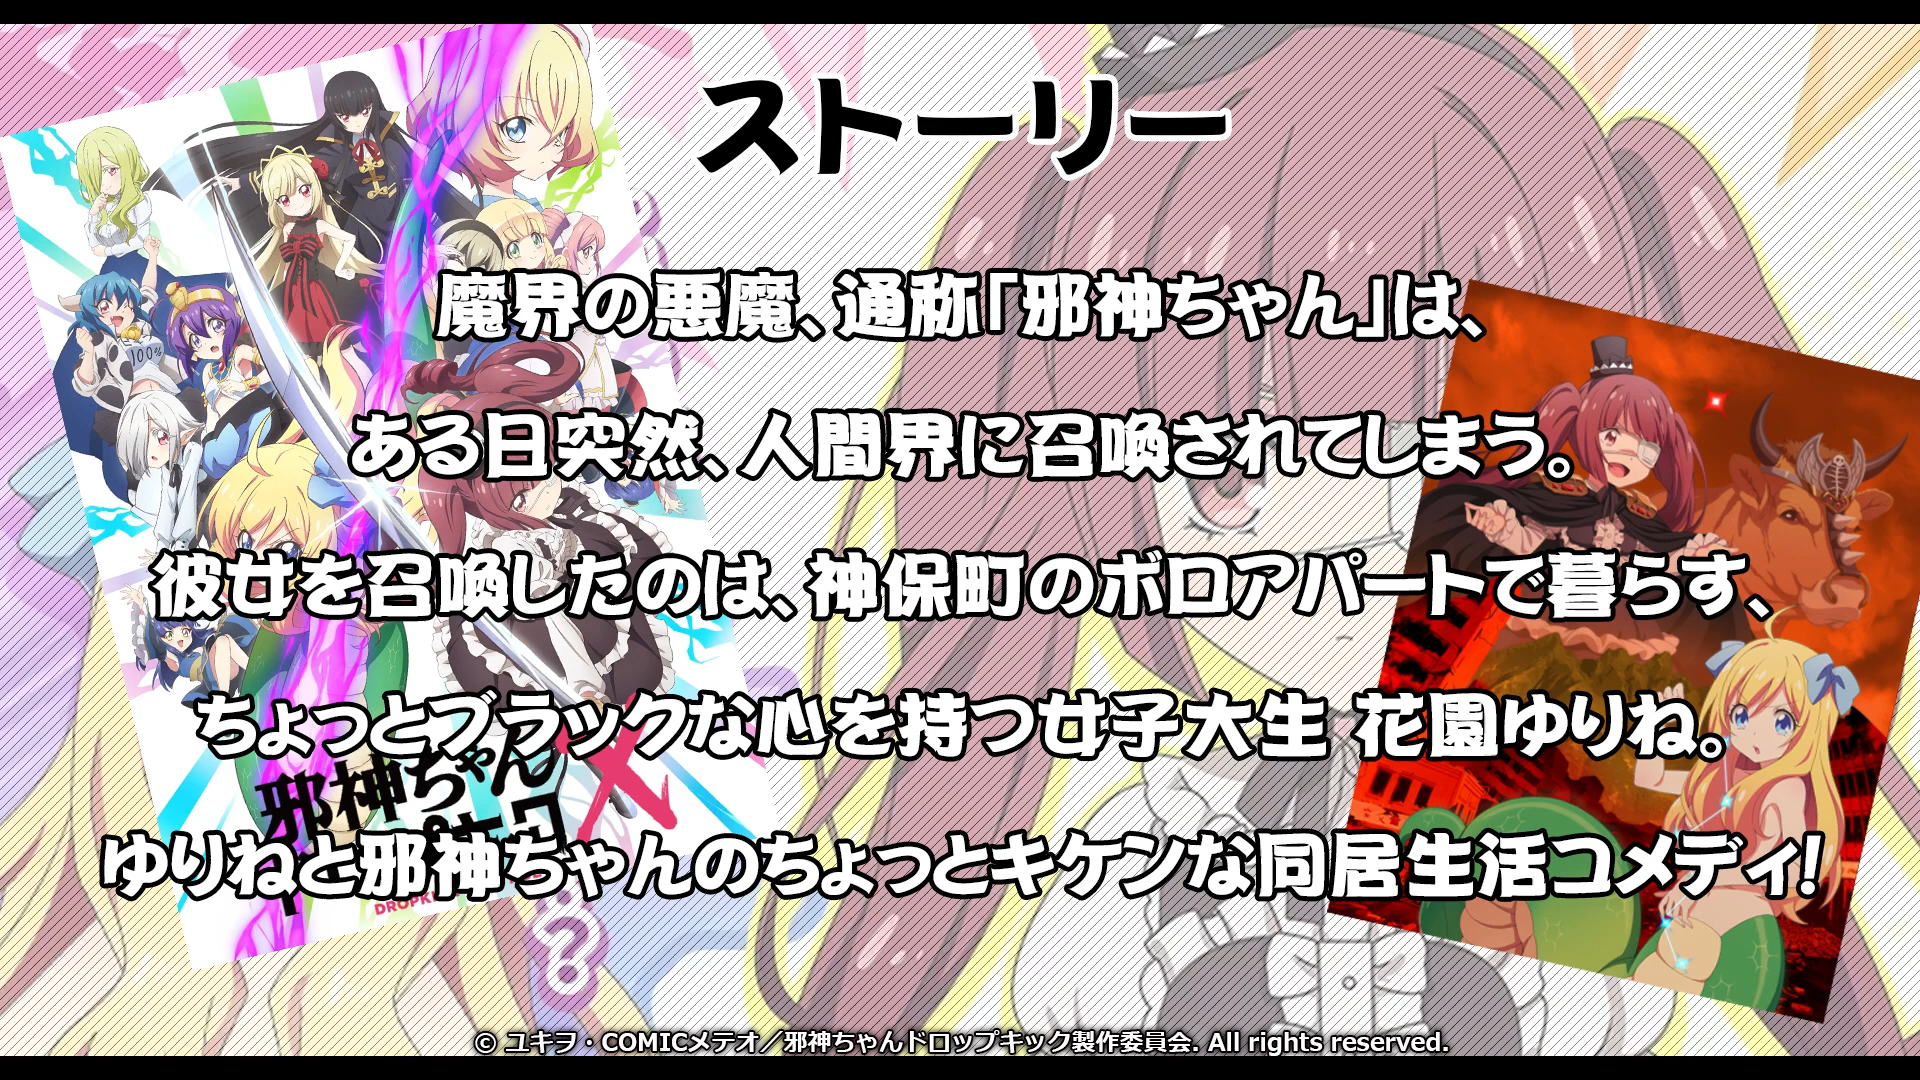 ストーリー
魔界の悪魔、通称「邪神ちゃん」は、
ある日突然、人間界に召喚されてしまう。
彼女を召喚したのは、神保町のボロアパートで暮らす、
ちょっとブラックな心を持つ女子大生 花園ゆりね。
ゆりねと邪神ちゃんのちょっとキケンな同居生活コメディ!
100%
邪神ちゃん
X
?
© ユキヲ・COMICメテオ／邪神ちゃんドロップキック製作委員会. All rights reserved.